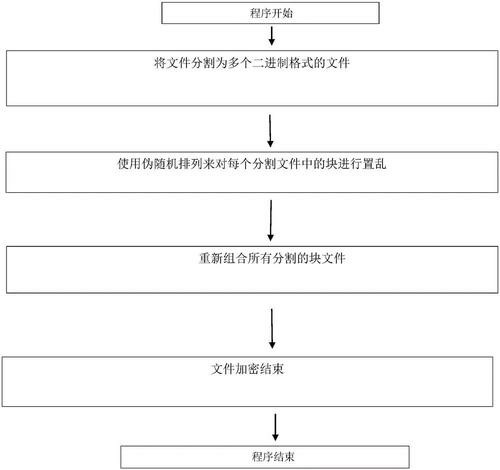 程序开始
将文件分割为多个二进制格式的文件
使用伪随机排列来对每个分割文件中的块进行置乱
重新组合所有分割的块文件
文件加密结束
程序结束